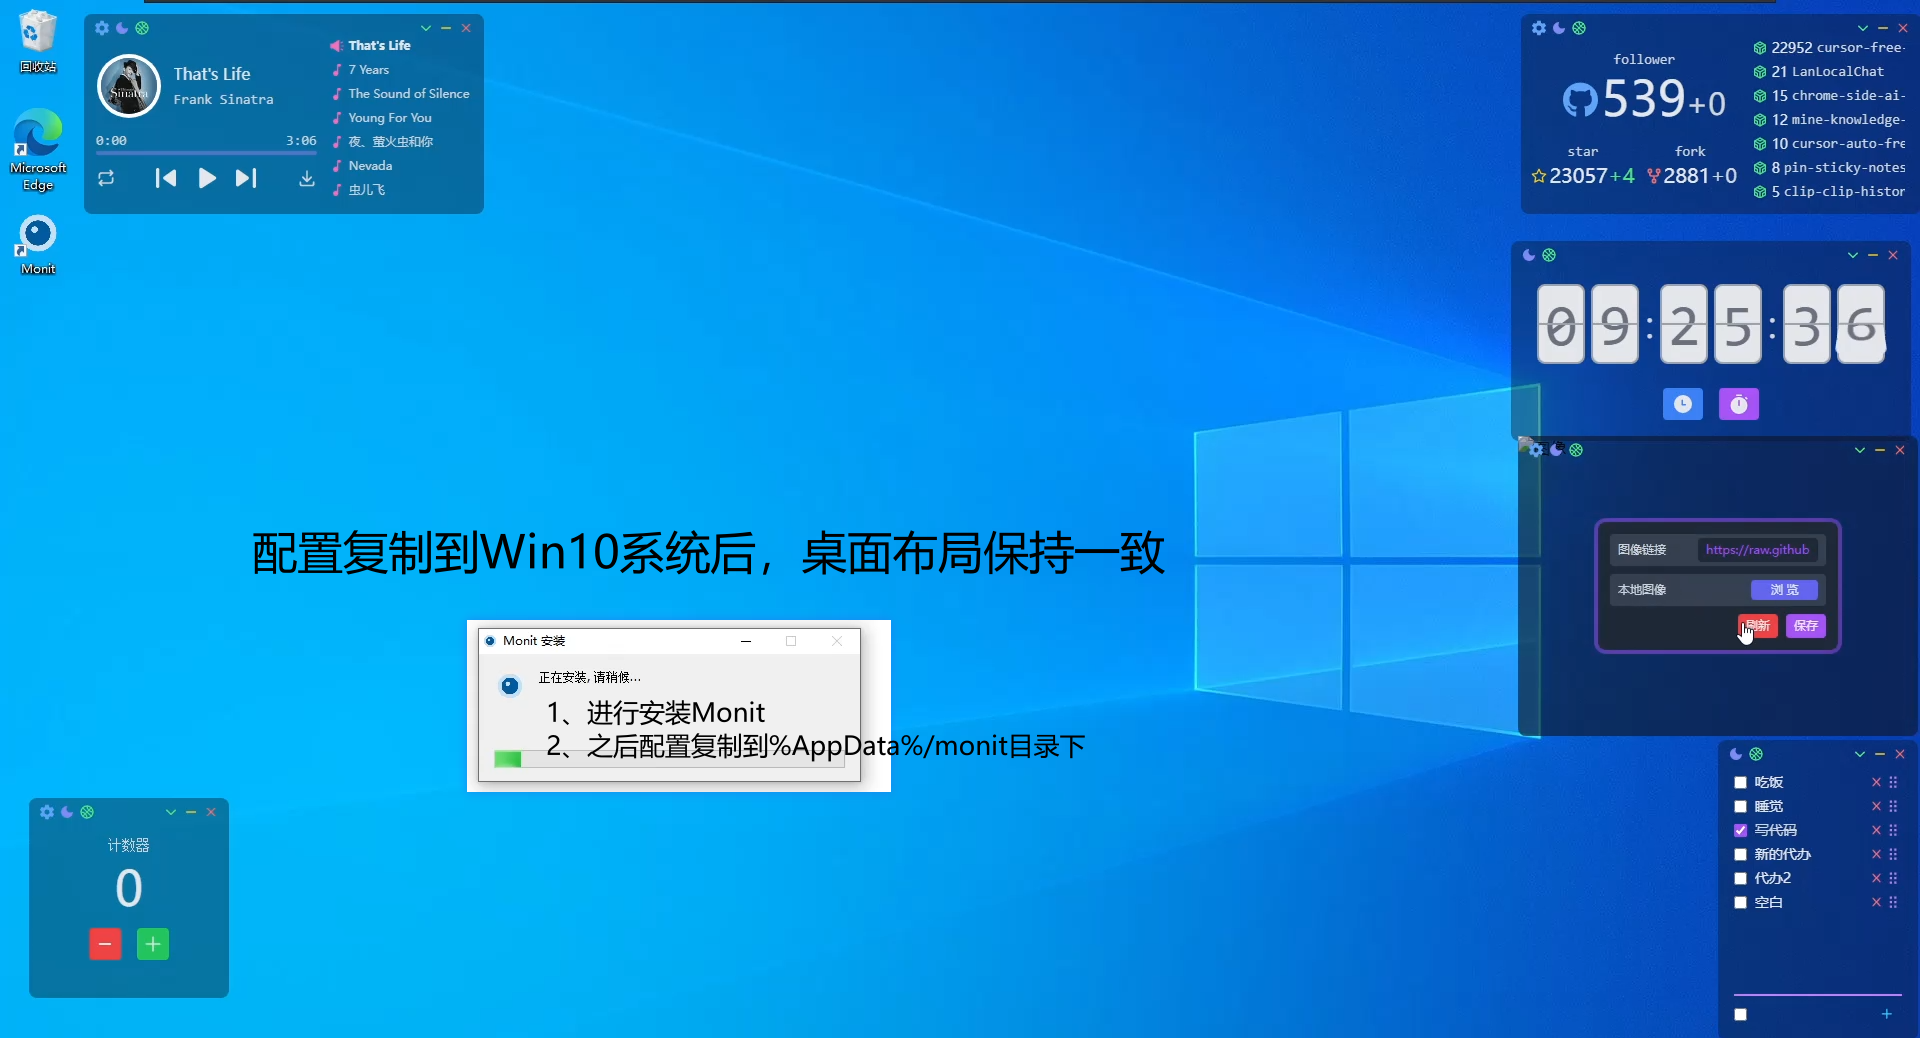 回收站
Microsoft
Edge
Monit
That's Life
Frank Sinatra
0:00
3:06
That's Life
7 Years
The Sound of Silence
Young For You
夜、萤火虫和你
Nevada
虫儿飞
follower
539+0
star
fork
23057+4
2881+0
22952 cursor-free-
21 LanLocalChat
15 chrome-side-ai-
12 mine-knowledge-
10 cursor-auto-fre
8 pin-sticky-notes
5 clip-clip-histor
09:25:36
图像链接
https://raw.github
本地图像
浏 览
刷新
保存
配置复制到Win10系统后，桌面布局保持一致
Monit 安装
正在安装, 请稍候...
1、进行安装Monit
2、之后配置复制到%AppData%/monit目录下
计数器
0
吃饭
睡觉
写代码
新的代办
代办2
空白